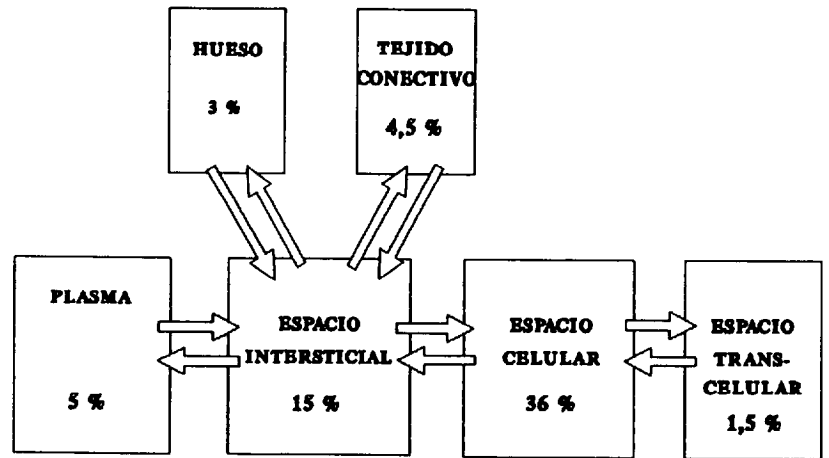 HUESO
3 %
TEJIDO
CONECTIVO
4,5 %
PLASMA
5 %
ESPACIO
INTERSTICIAL
15 %
ESPACIO
CELULAR
36 %
ESPACIO
TRANS-
CELULAR
1,5 %